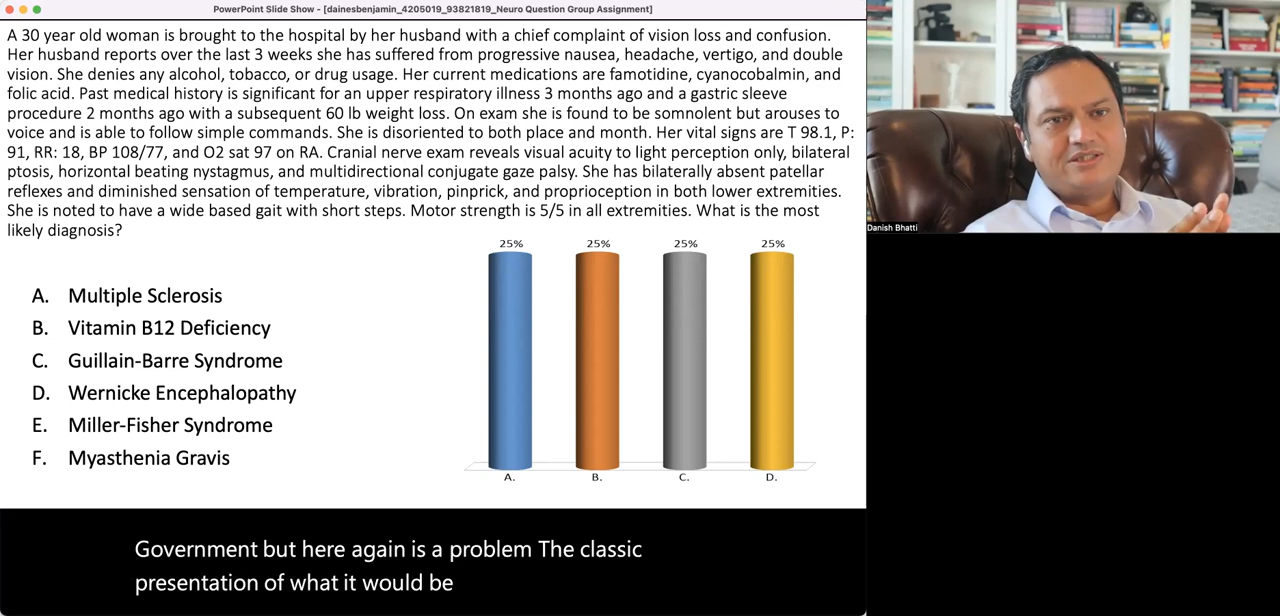 PowerPoint Slide Show - [dainesbenjamin_4205019_93821819_Neuro Question Group Assignment]
A 30 year old woman is brought to the hospital by her husband with a chief complaint of vision loss and confusion.
Her husband reports over the last 3 weeks she has suffered from progressive nausea, headache, vertigo, and double
vision. She denies any alcohol, tobacco, or drug usage. Her current medications are famotidine, cyanocobalmin, and
folic acid. Past medical history is significant for an upper respiratory illness 3 months ago and a gastric sleeve
procedure 2 months ago with a subsequent 60 lb weight loss. On exam she is found to be somnolent but arouses to
voice and is able to follow simple commands. She is disoriented to both place and month. Her vital signs are T 98.1, P:
91, RR: 18, BP 108/77, and O2 sat 97 on RA. Cranial nerve exam reveals visual acuity to light perception only, bilateral
ptosis, horizontal beating nystagmus, and multidirectional conjugate gaze palsy. She has bilaterally absent patellar
reflexes and diminished sensation of temperature, vibration, pinprick, and proprioception in both lower extremities.
She is noted to have a wide based gait with short steps. Motor strength is 5/5 in all extremities. What is the most
likely diagnosis?
A. Multiple Sclerosis
B. Vitamin B12 Deficiency
C. Guillain-Barre Syndrome
D. Wernicke Encephalopathy
E. Miller-Fisher Syndrome
F. Myasthenia Gravis
25% 25% 25% 25%
A. B. C. D.
Danish Bhatti
Government but here again is a problem The classic
presentation of what it would be